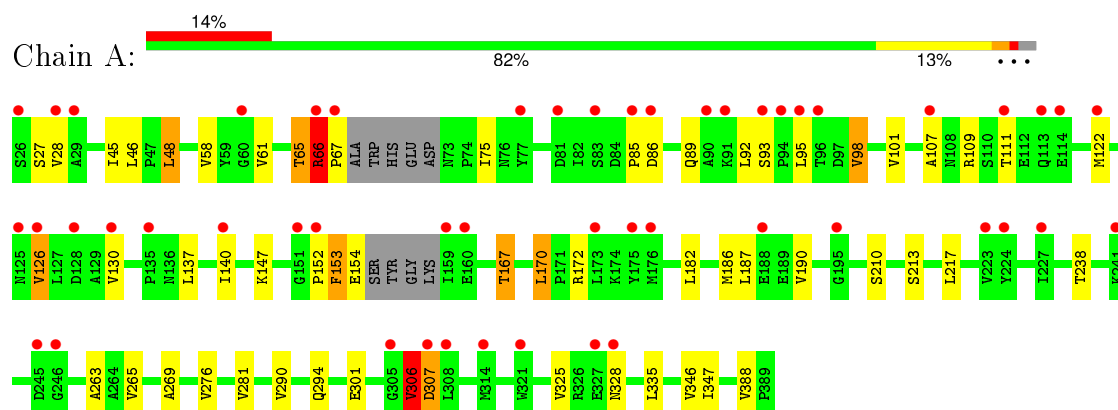 14%
Chain A:
82% 13% • • •
S26 S27 V28 A29 I45 L46 P47 L48 V58 Y59 G60 V61 T65 R66 P67 ALA TRP HIS GLU ASP N73 P74 I75 N76 Y77 D81 I82 S83 D84 P85 D86 Q89 A90 K91 L92 S93 P94 L95 T96 D97 V98 V101 A107 N108 R109 S110 T111 E112 Q113 E114 M122
N125 V126 L127 D128 A129 V130 P135 N136 L137 I140 K147 G151 P152 F153 E154 SER TYR GLY LYS I159 E160 T167 L170 P171 R172 L173 K174 Y175 M176 L182 M186 L187 E188 E189 V190 G195 S210 S213 L217 V223 Y224 I227 T238 K241
D245 G246 A263 A264 V265 A269 V276 V281 V290 Q294 E301 G305 V306 D307 L308 M314 W321 V325 R326 E327 N328 L335 V346 I347 V388 P389